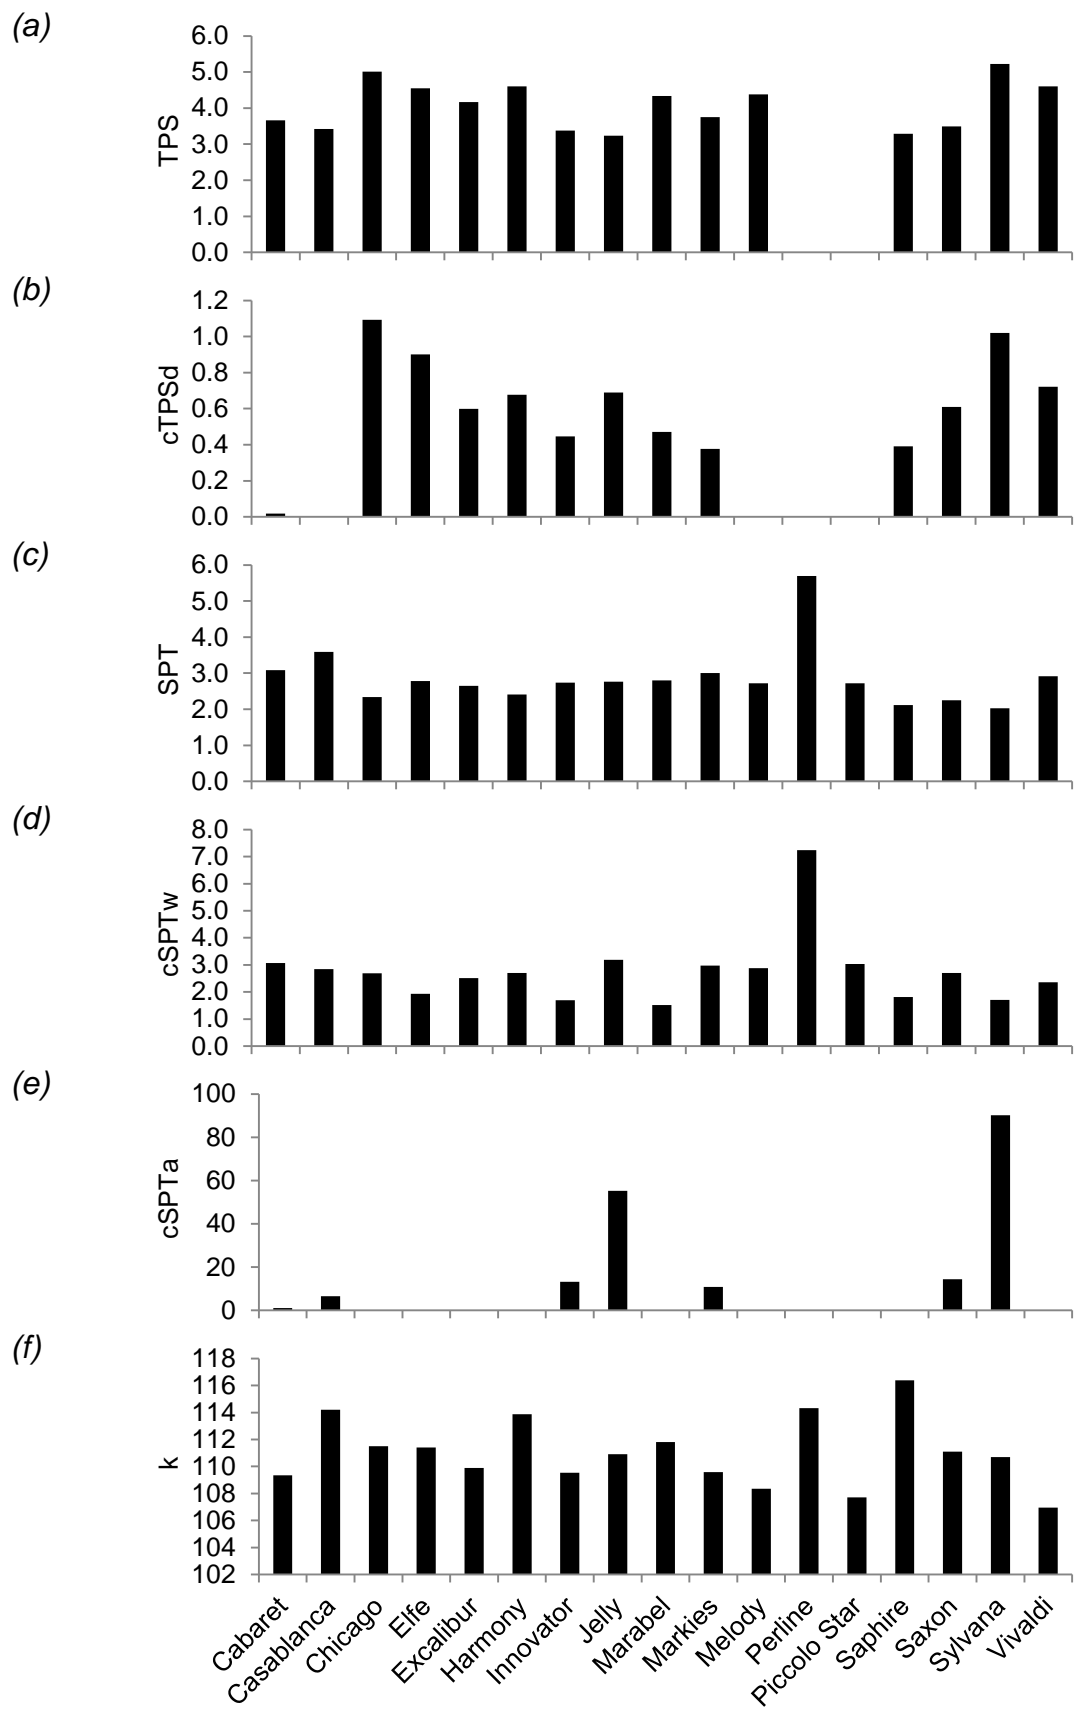 (a)
TPS
6.0
5.0
4.0
3.0
2.0
1.0
0.0
(b)
cTPSd
1.2
1.0
0.8
0.6
0.4
0.2
0.0
(c)
SPT
6.0
5.0
4.0
3.0
2.0
1.0
0.0
(d)
cSPTw
8.0
7.0
6.0
5.0
4.0
3.0
2.0
1.0
0.0
(e)
cSPTa
100
80
60
40
20
0
(f)
k
118
116
114
112
110
108
106
104
102
Cabaret
Casablanca
Chicago
Elfe
Excalibur
Harmony
Innovator
Jelly
Marabel
Markies
Melody
Perline
Piccolo Star
Saphire
Saxon
Sylvana
Vivaldi